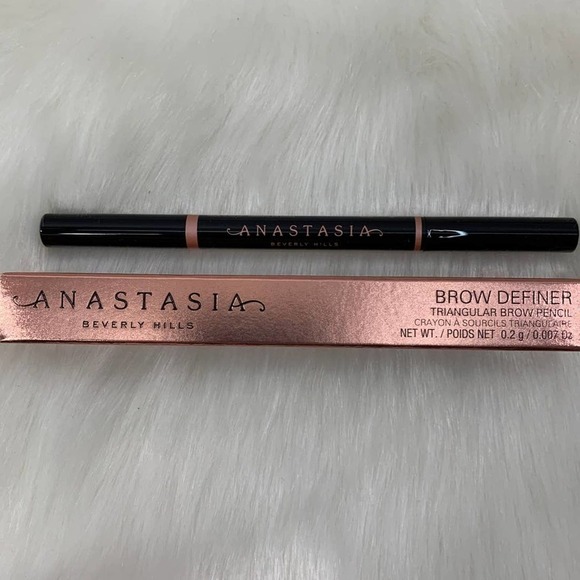 ANASTASIA
BEVERLY HILLS
ANASTASIA
BEVERLY HILLS
BROW DEFINER
TRIANGULAR BROW PENCIL
CRAYON À SOURCILS TRIANGULAIRE
NET WT. / POIDS NET 0.2 g / 0.007 Oz